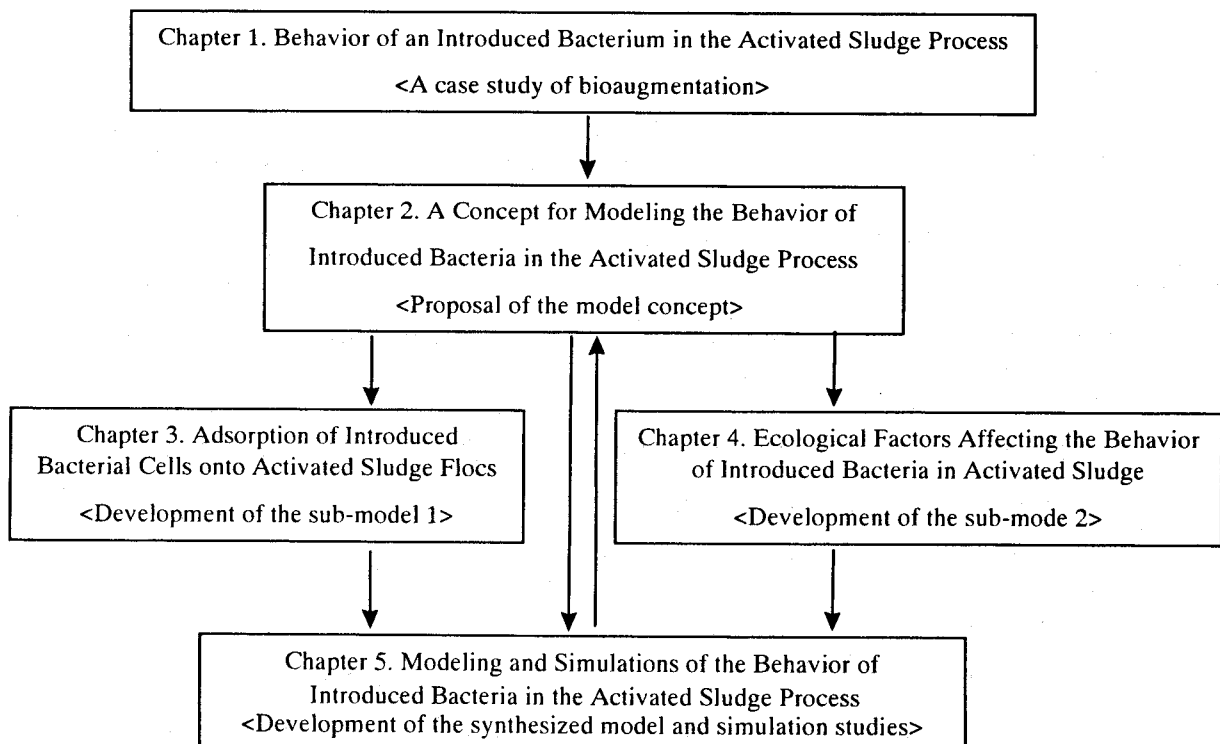 Chapter 1. Behavior of an Introduced Bacterium in the Activated Sludge Process
<A case study of bioaugmentation>
Chapter 2. A Concept for Modeling the Behavior of
Introduced Bacteria in the Activated Sludge Process
<Proposal of the model concept>
Chapter 3. Adsorption of Introduced
Bacterial Cells onto Activated Sludge Flocs
<Development of the sub-model 1>
Chapter 4. Ecological Factors Affecting the Behavior
of Introduced Bacteria in Activated Sludge
<Development of the sub-mode 2>
Chapter 5. Modeling and Simulations of the Behavior of
Introduced Bacteria in the Activated Sludge Process
<Development of the synthesized model and simulation studies>